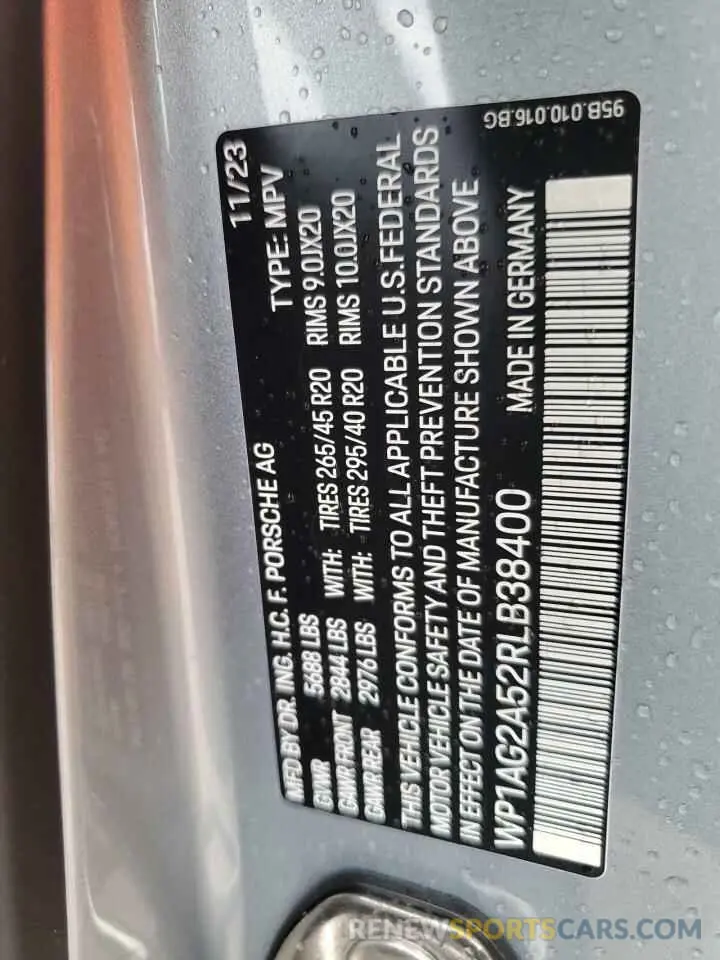 95B.010.016.BG
MFD BY DR. ING. H.C. F. PORSCHE AG 11/23
GVWR 5688 LBS TYPE: MPV
GAWR FRONT 2844 LBS WITH: TIRES 265/45 R20 RIMS 9.0JX20
GAWR REAR 2976 LBS WITH: TIRES 295/40 R20 RIMS 10.0JX20
THIS VEHICLE CONFORMS TO ALL APPLICABLE U.S.FEDERAL
MOTOR VEHICLE SAFETY AND THEFT PREVENTION STANDARDS
IN EFFECT ON THE DATE OF MANUFACTURE SHOWN ABOVE
WP1AG2A52RLB38400 MADE IN GERMANY
RENEWSPORTSCARS.COM